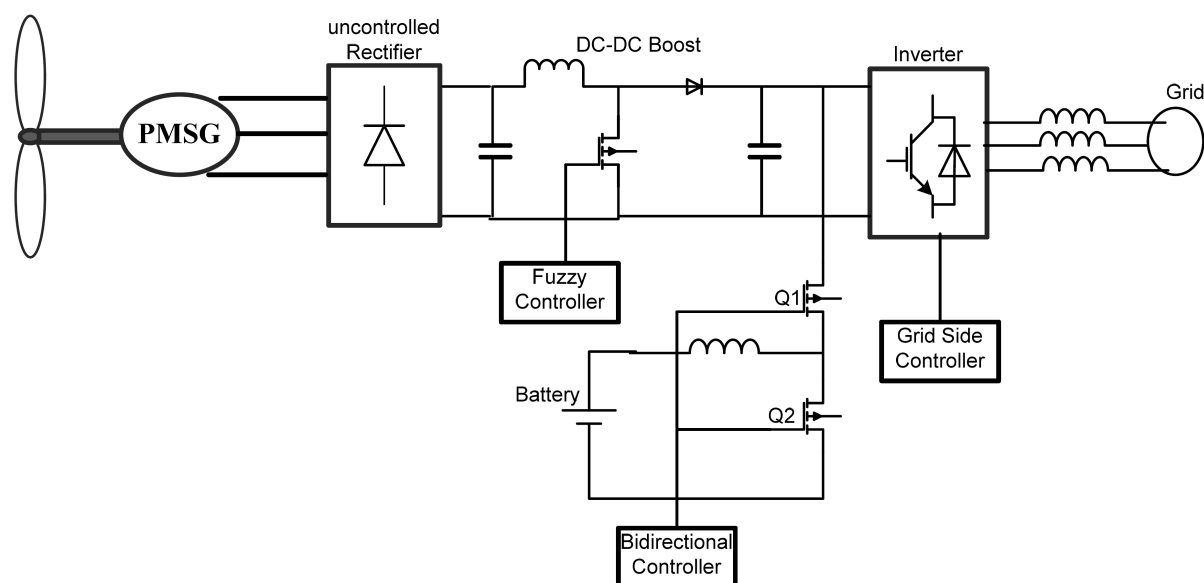 uncontrolled
Rectifier
DC-DC Boost
Inverter
Grid
PMSG
Fuzzy
Controller
Q1
Grid Side
Controller
Battery
Q2
Bidirectional
Controller